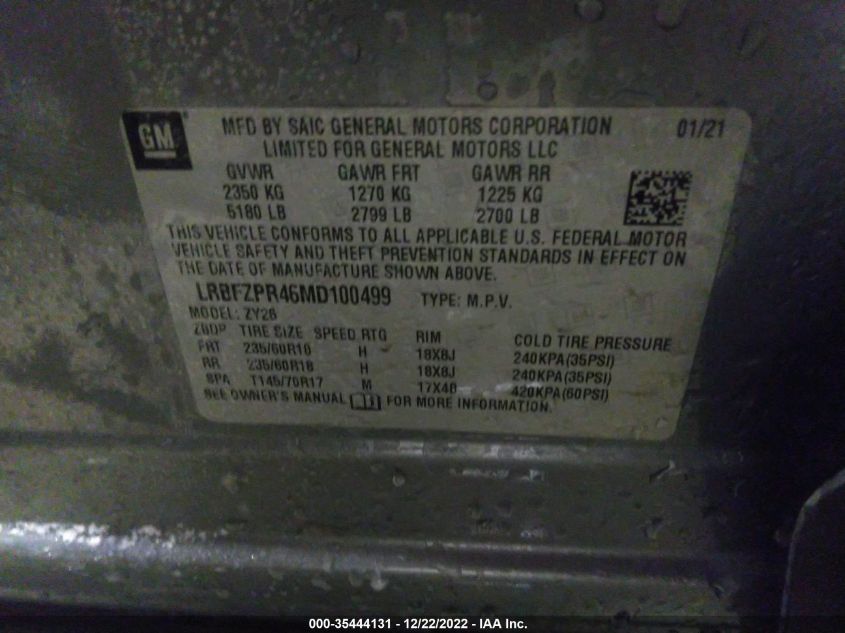 GM
MFD BY SAIC GENERAL MOTORS CORPORATION 01/21
LIMITED FOR GENERAL MOTORS LLC
GVWR GAWR FRT GAWR RR
2350 KG 1270 KG 1225 KG
5180 LB 2799 LB 2700 LB
THIS VEHICLE CONFORMS TO ALL APPLICABLE U.S. FEDERAL MOTOR
VEHICLE SAFETY AND THEFT PREVENTION STANDARDS IN EFFECT ON
THE DATE OF MANUFACTURE SHOWN ABOVE.
LRBFZPR46MD100499 TYPE: M.P.V.
MODEL: ZY26
TIRE SIZE SPEED RTG RIM COLD TIRE PRESSURE
FRT 235/60R18 H 18X8J 240KPA(35PSI)
RR 235/60R18 H 18X8J 240KPA(35PSI)
SPA T145/70R17 M 17X4B 420KPA(60PSI)
SEE OWNER'S MANUAL FOR MORE INFORMATION.
000-35444131 - 12/22/2022 - IAA Inc.